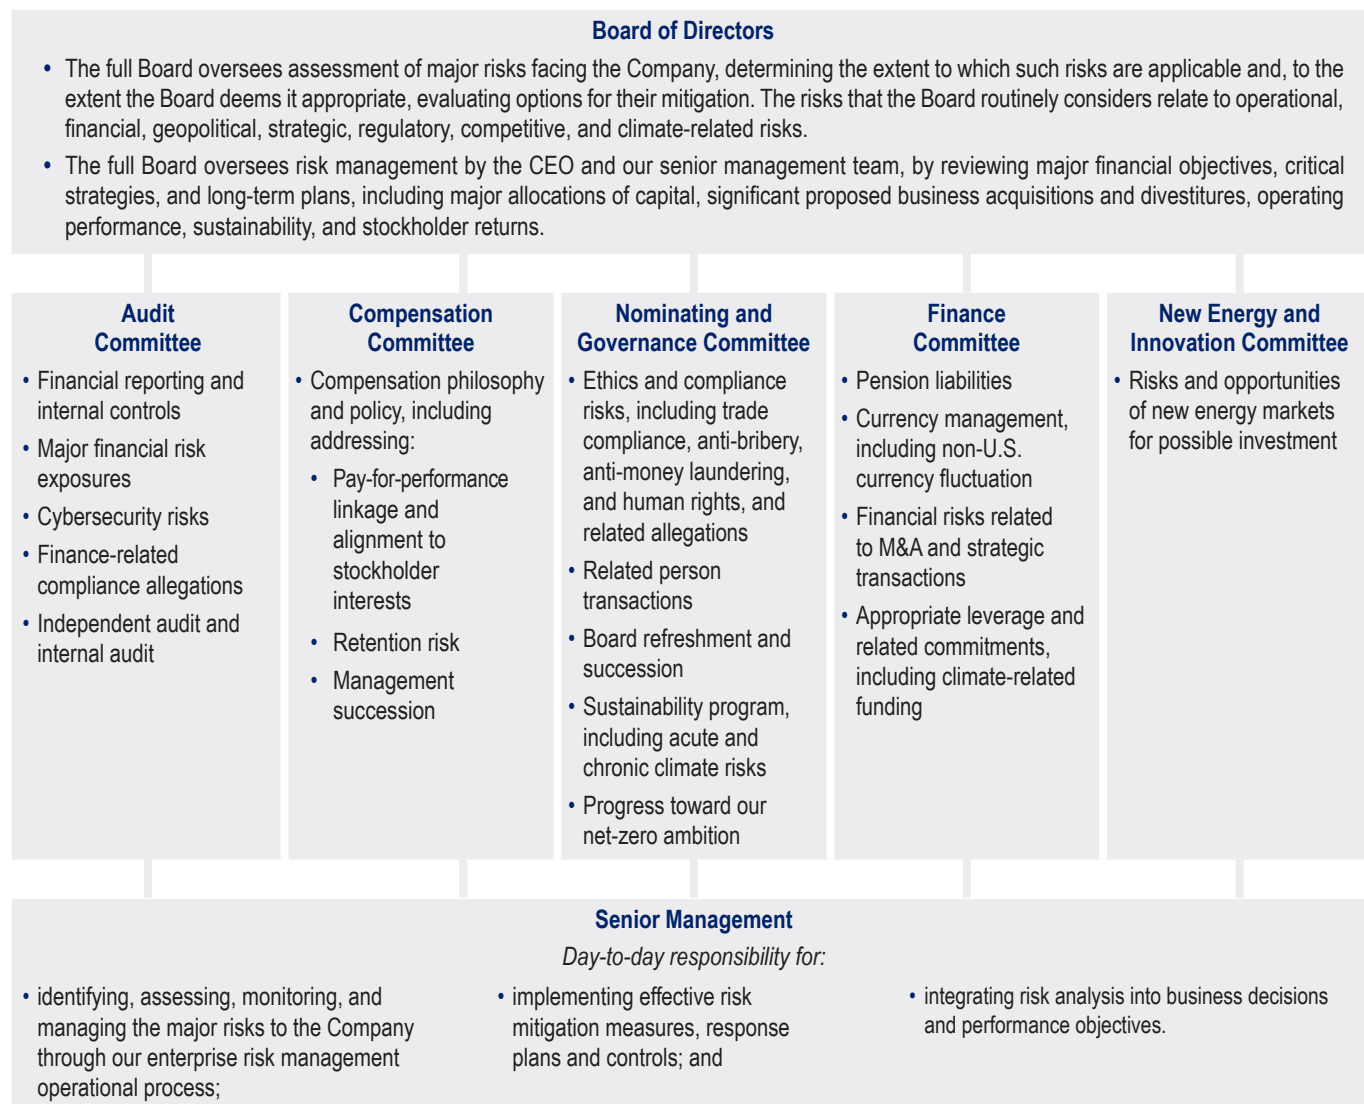 Board of Directors
• The full Board oversees assessment of major risks facing the Company, determining the extent to which such risks are applicable and, to the
extent the Board deems it appropriate, evaluating options for their mitigation. The risks that the Board routinely considers relate to operational,
financial, geopolitical, strategic, regulatory, competitive, and climate-related risks.
• The full Board oversees risk management by the CEO and our senior management team, by reviewing major financial objectives, critical
strategies, and long-term plans, including major allocations of capital, significant proposed business acquisitions and divestitures, operating
performance, sustainability, and stockholder returns.
Audit
Committee
• Financial reporting and
internal controls
• Major financial risk
exposures
• Cybersecurity risks
• Finance-related
compliance allegations
• Independent audit and
internal audit
Compensation
Committee
• Compensation philosophy
and policy, including
addressing:
• Pay-for-performance
linkage and
alignment to
stockholder
interests
• Retention risk
• Management
succession
Nominating and
Governance Committee
• Ethics and compliance
risks, including trade
compliance, anti-bribery,
anti-money laundering,
and human rights, and
related allegations
• Related person
transactions
• Board refreshment and
succession
• Sustainability program,
including acute and
chronic climate risks
• Progress toward our
net-zero ambition
Finance
Committee
• Pension liabilities
• Currency management,
including non-U.S.
currency fluctuation
• Financial risks related
to M&A and strategic
transactions
• Appropriate leverage and
related commitments,
including climate-related
funding
New Energy and
Innovation Committee
• Risks and opportunities
of new energy markets
for possible investment
Senior Management
Day-to-day responsibility for:
• identifying, assessing, monitoring, and
managing the major risks to the Company
through our enterprise risk management
operational process;
• implementing effective risk
mitigation measures, response
plans and controls; and
• integrating risk analysis into business decisions
and performance objectives.